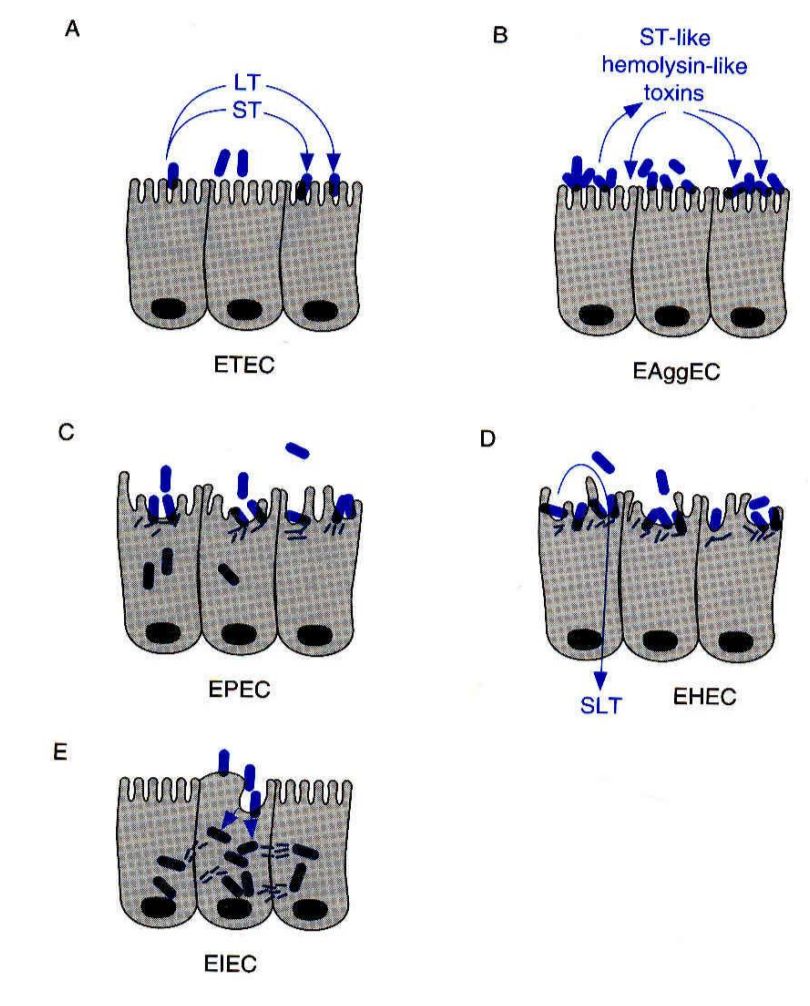 A
LT
ST
ETEC
B
ST-like
hemolysin-like
toxins
EAggEC
C
EPEC
D
SLT
EHEC
E
EIEC